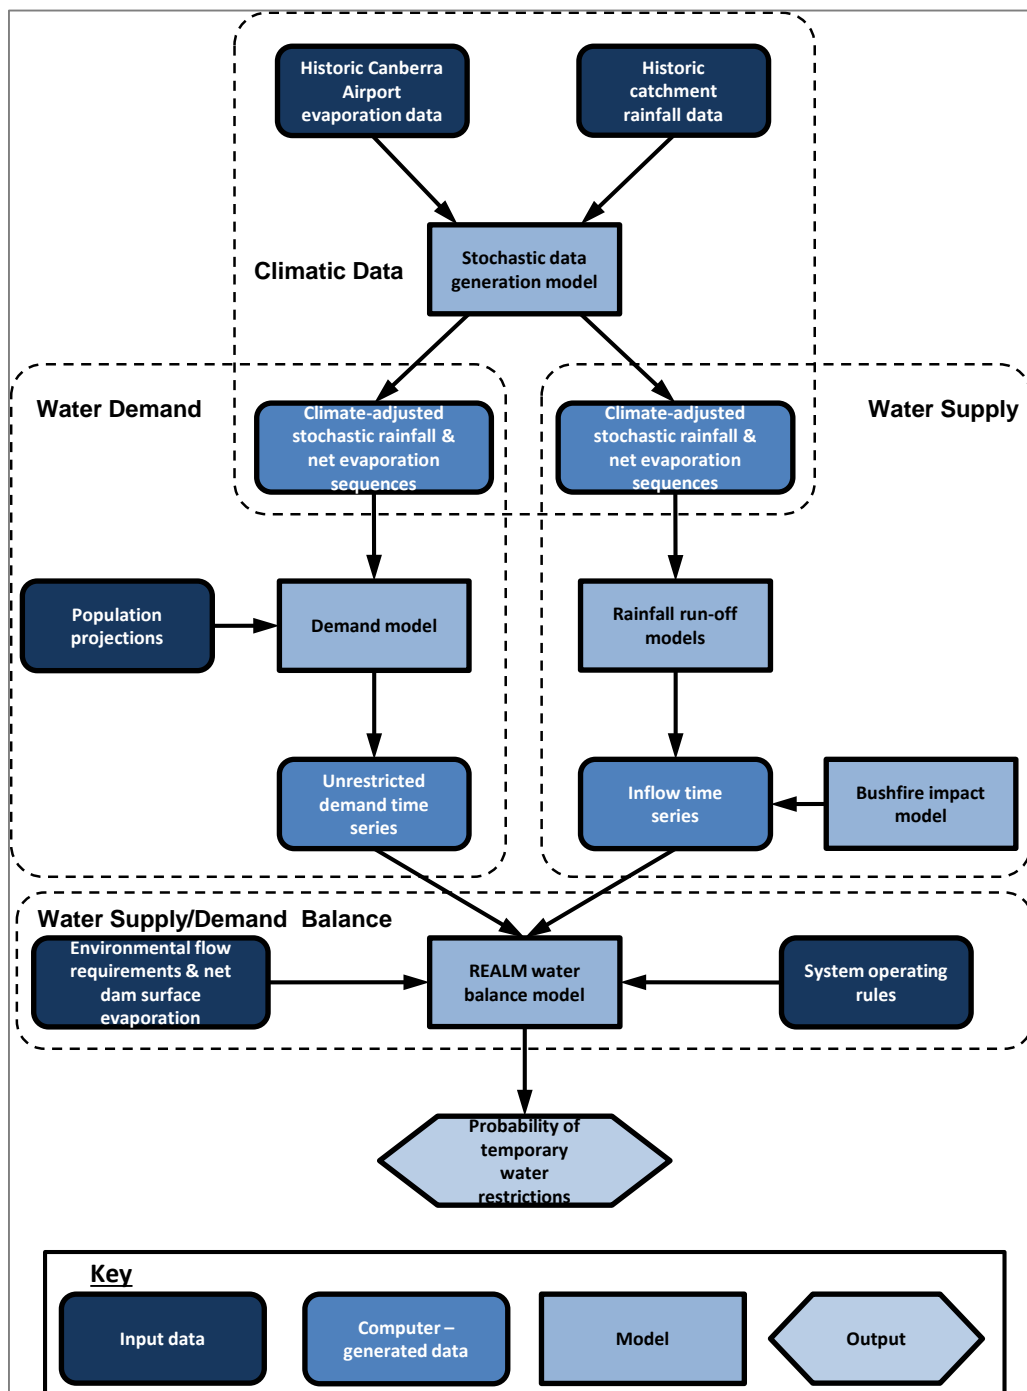 Historic Canberra
Airport
evaporation data
Historic
catchment
rainfall data
Climatic Data
Stochastic data
generation model
Water Demand
Climate-adjusted
stochastic rainfall &
net evaporation
sequences
Climate-adjusted
stochastic rainfall &
net evaporation
sequences
Water Supply
Population
projections
Demand model
Rainfall run-off
models
Unrestricted
demand time
series
Inflow time
series
Bushfire impact
model
Water Supply/Demand Balance
Environmental flow
requirements & net
dam surface
evaporation
REALM water
balance model
System operating
rules
Probability of
temporary
water
restrictions
Key
Input data
Computer –
generated data
Model
Output